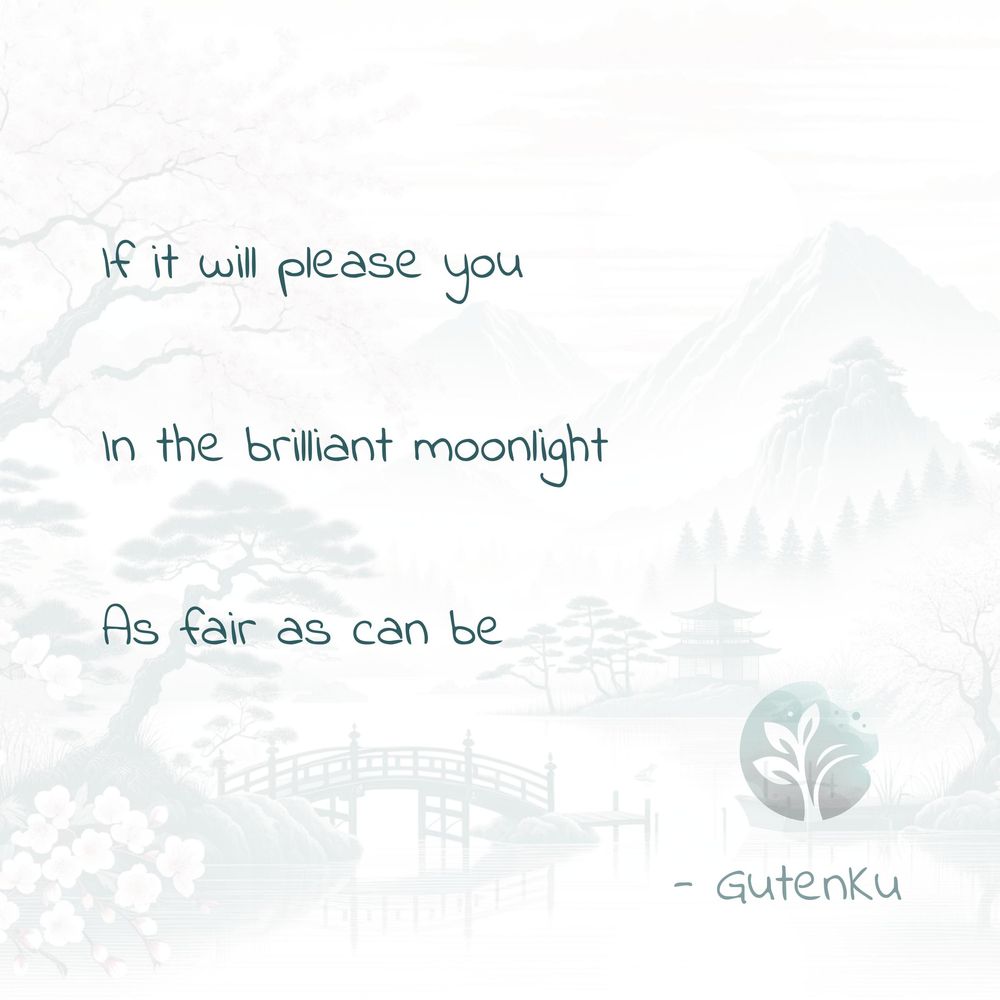 If it will please you
In the brilliant moonlight
As fair as can be
- GutenKu